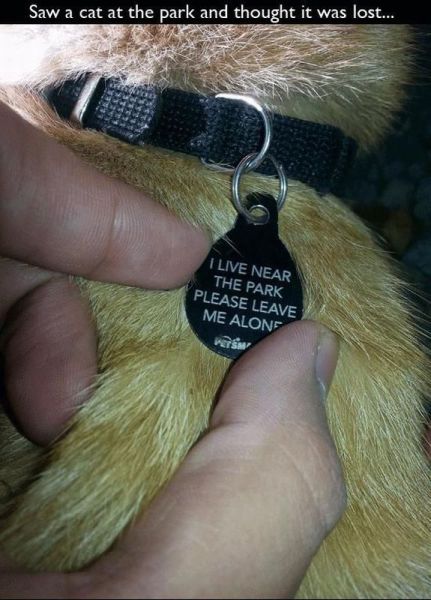 Saw a cat at the park and thought it was lost...
I LIVE NEAR
THE PARK
PLEASE LEAVE
ME ALONE